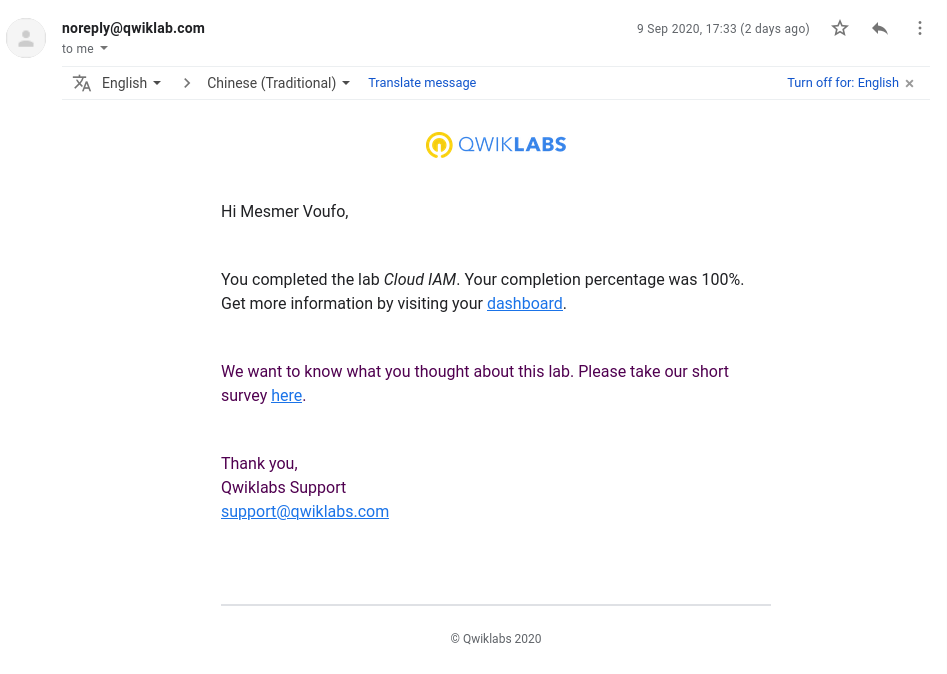 noreply@qwiklab.com
9 Sep 2020, 17:33 (2 days ago)
to me
English
Chinese (Traditional)
Translate message
Turn off for: English
QWIKLABS
Hi Mesmer Voufo,
You completed the lab Cloud IAM. Your completion percentage was 100%.
Get more information by visiting your dashboard.
We want to know what you thought about this lab. Please take our short
survey here.
Thank you,
Qwiklabs Support
support@qwiklabs.com
© Qwiklabs 2020